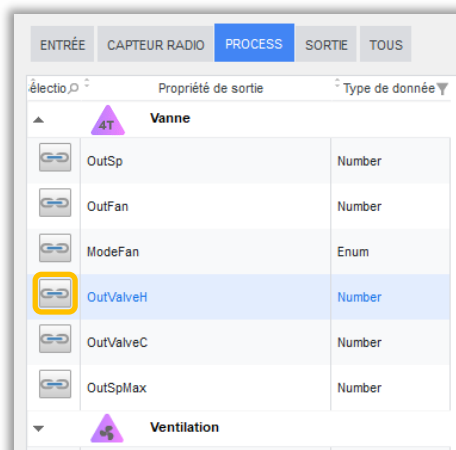 ENTRÉE CAPTEUR RADIO PROCESS SORTIE TOUS
électio Propriété de sortie Type de donnée
4T Vanne
OutSp Number
OutFan Number
ModeFan Enum
OutValveH Number
OutValveC Number
OutSpMax Number
Ventilation